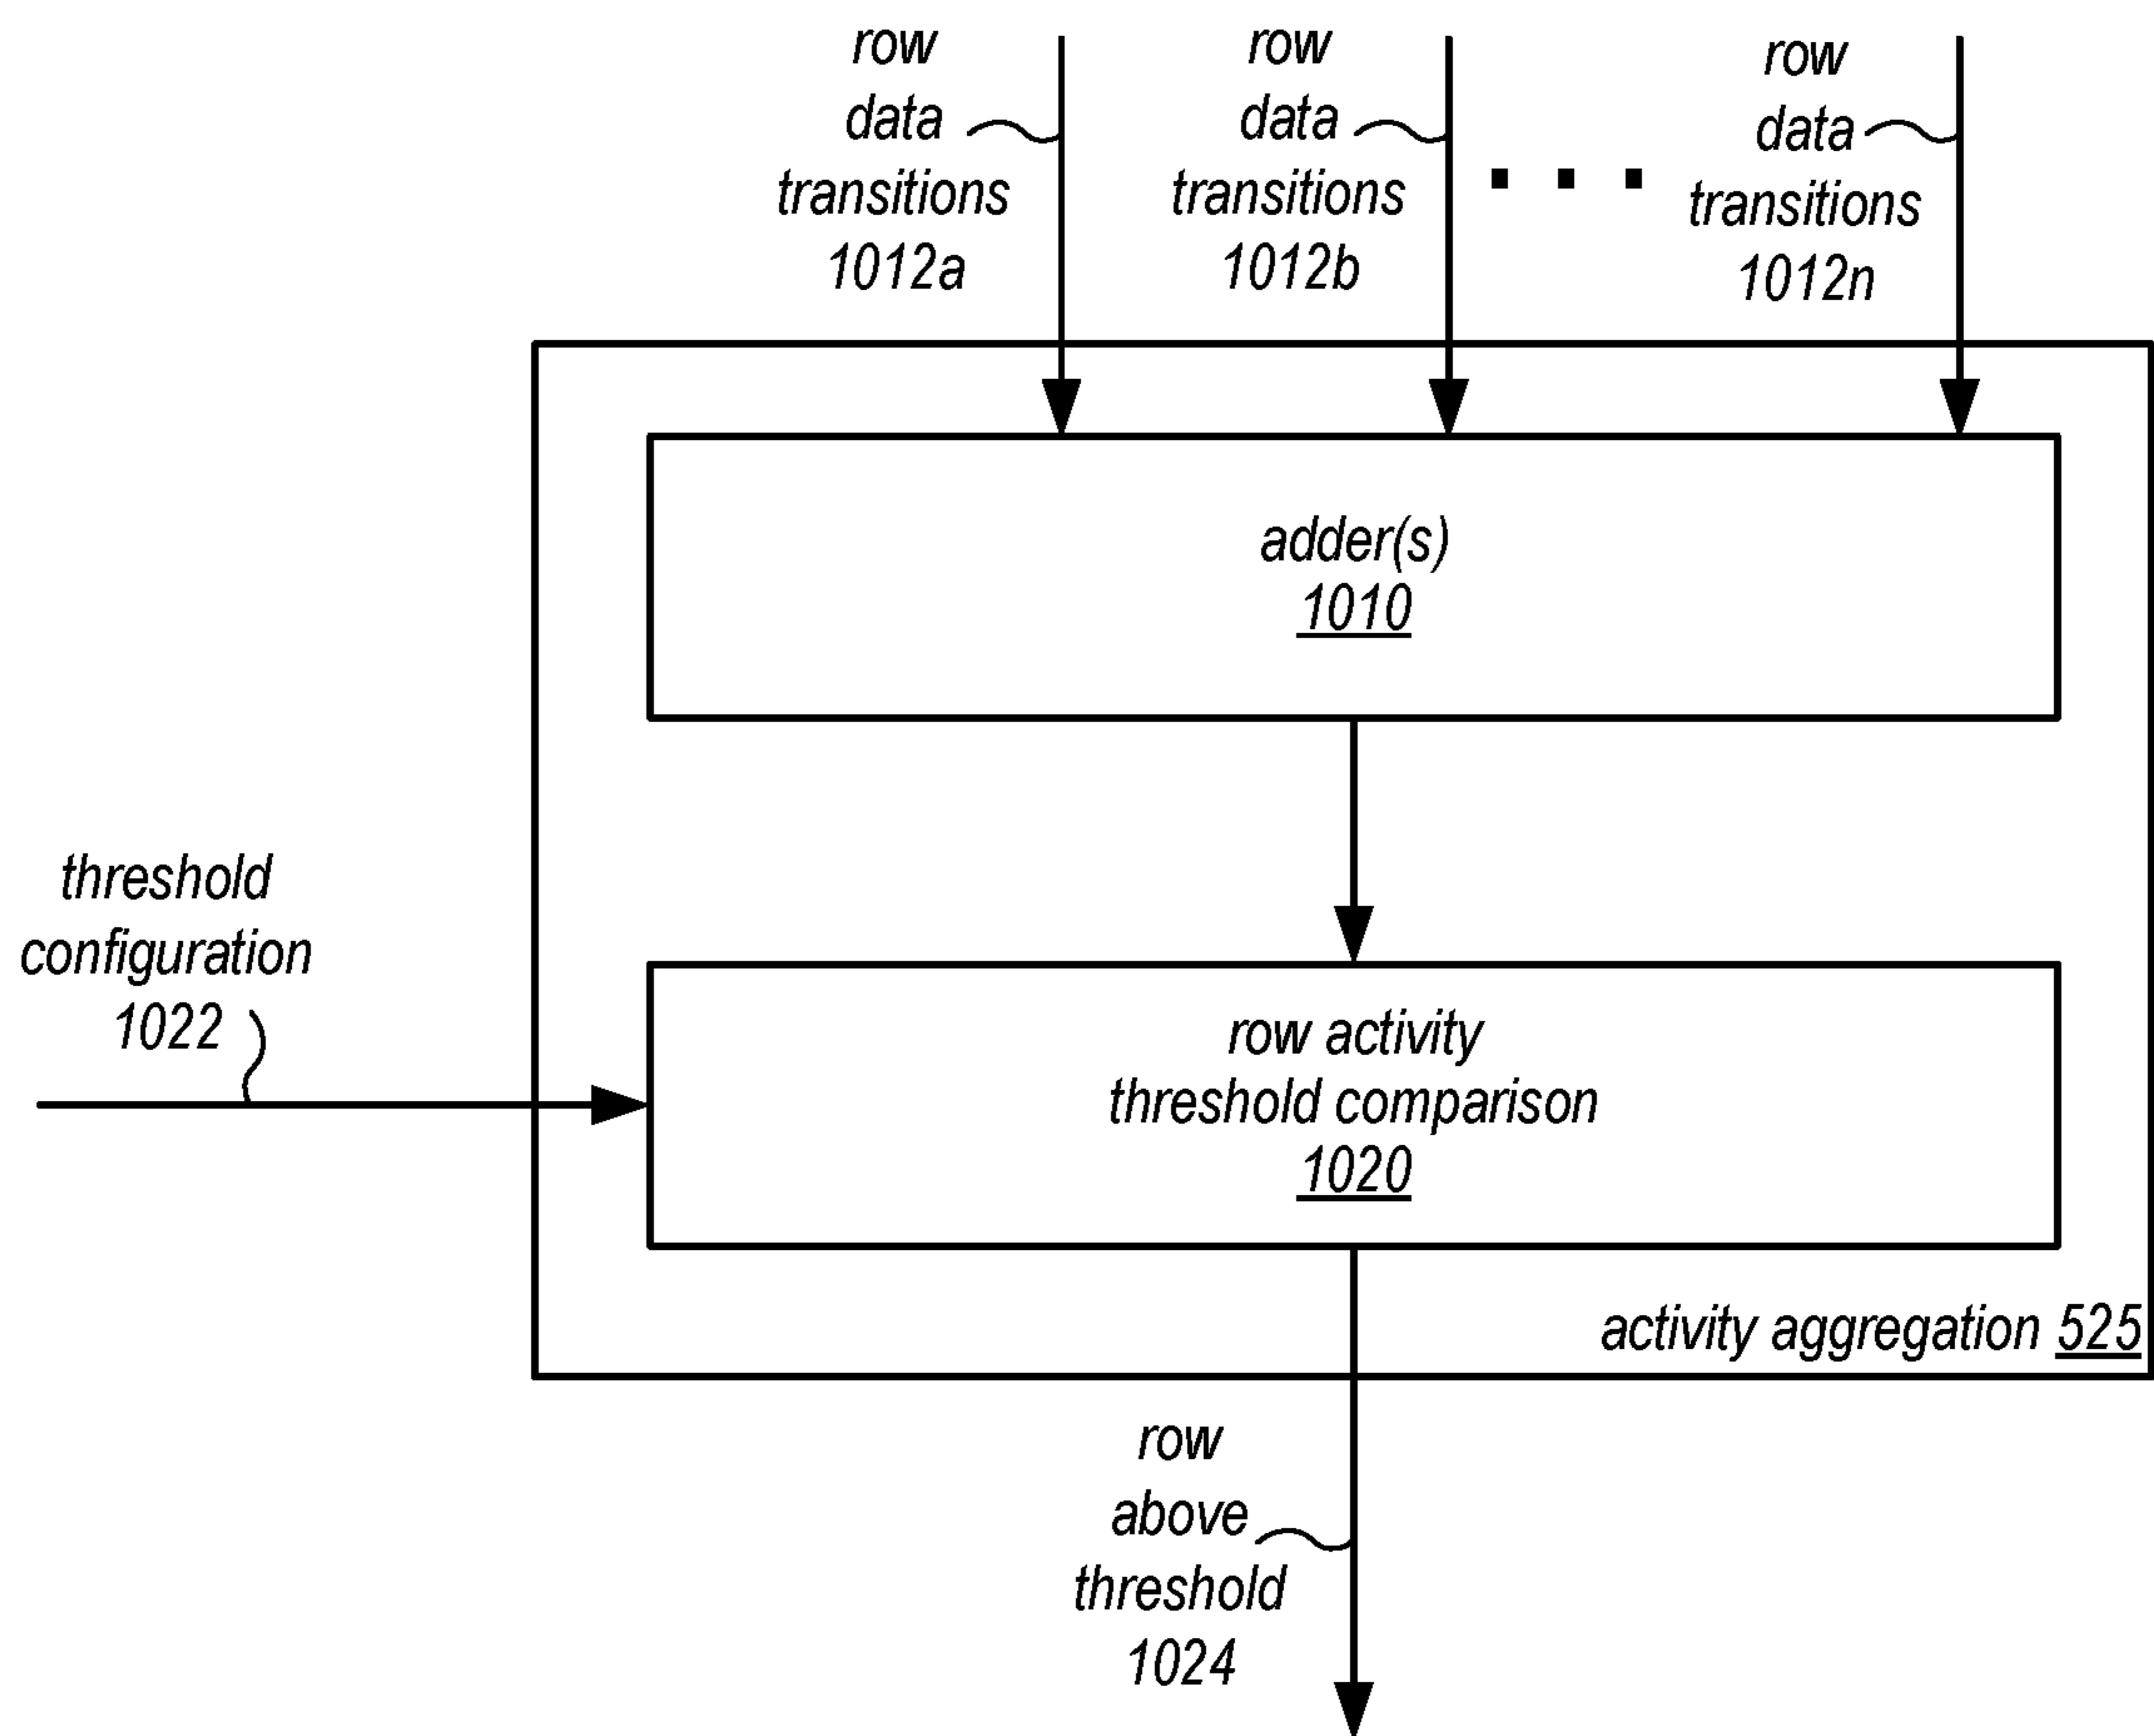 row
data
transitions
1012a
row
data
transitions
1012b
row
data
transitions
1012n
adder(s)
1010
threshold
configuration
1022
row activity
threshold comparison
1020
activity aggregation 525
row
above
threshold
1024